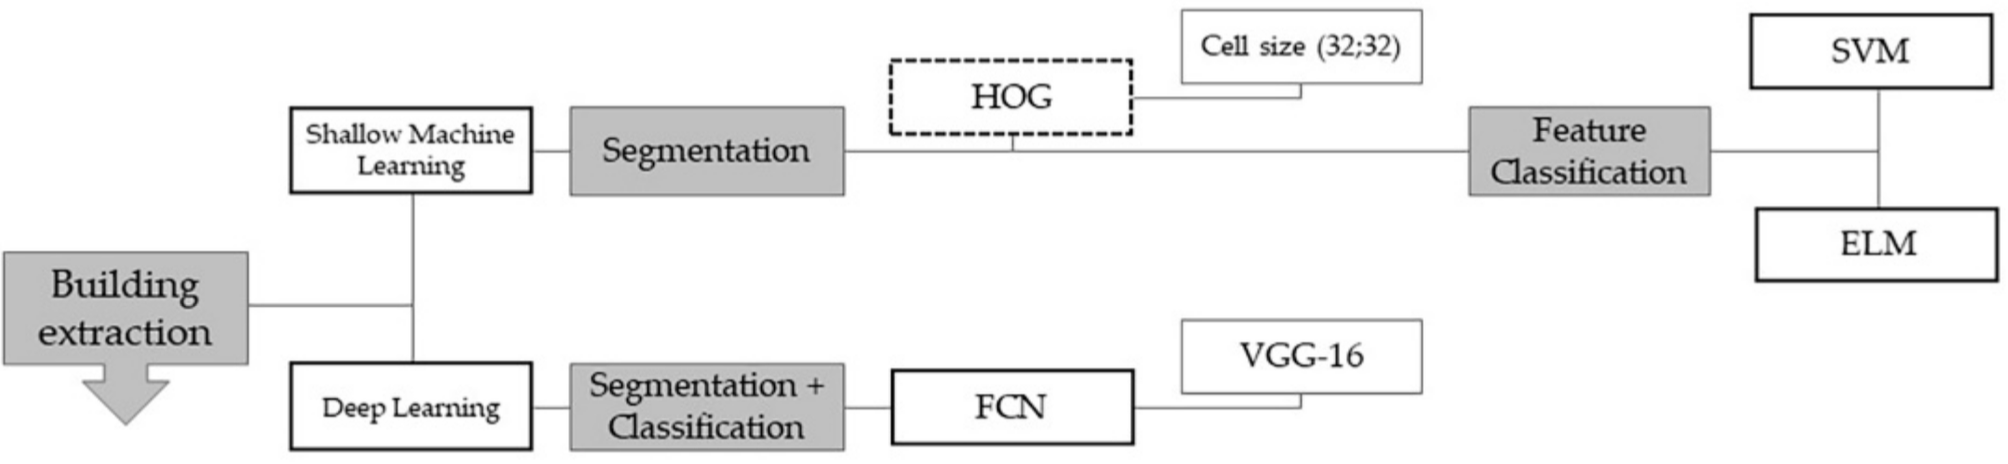 Building
extraction
Shallow Machine
Learning
Segmentation
HOG
Cell size (32;32)
Feature
Classification
SVM
ELM
Deep Learning
Segmentation +
Classification
FCN
VGG-16